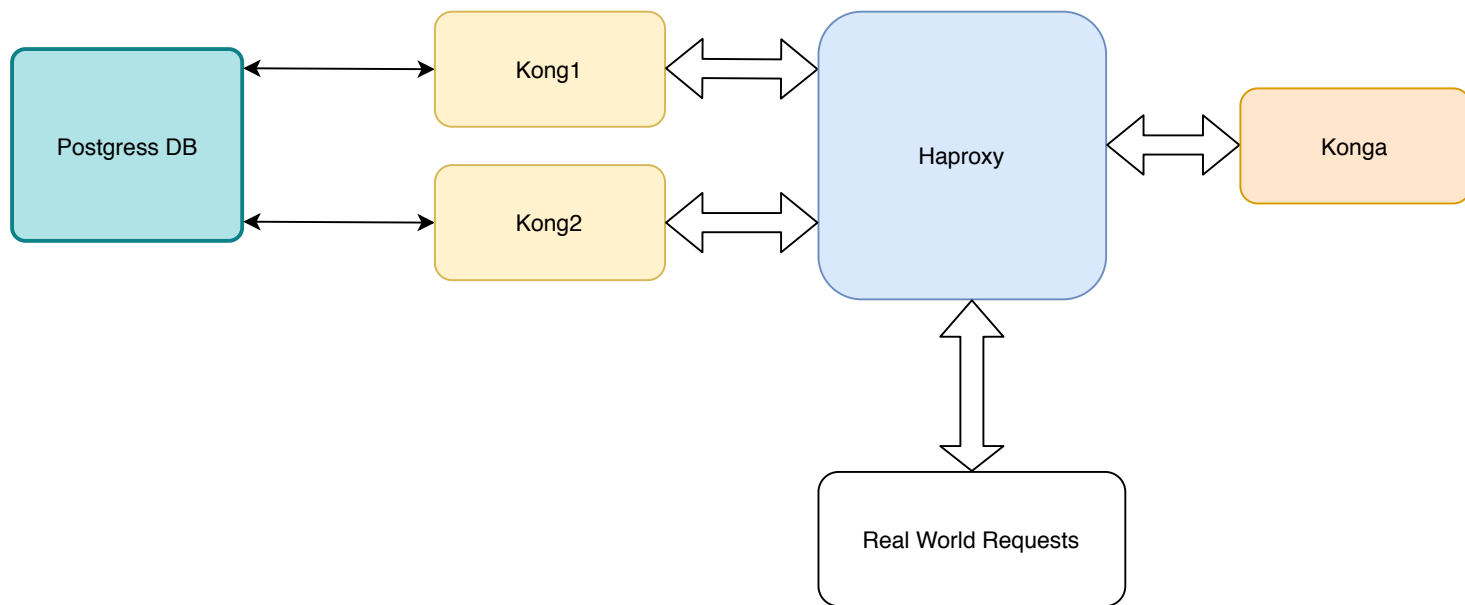 Kong1
Postgress DB
Haproxy
Konga
Kong2
Real World Requests